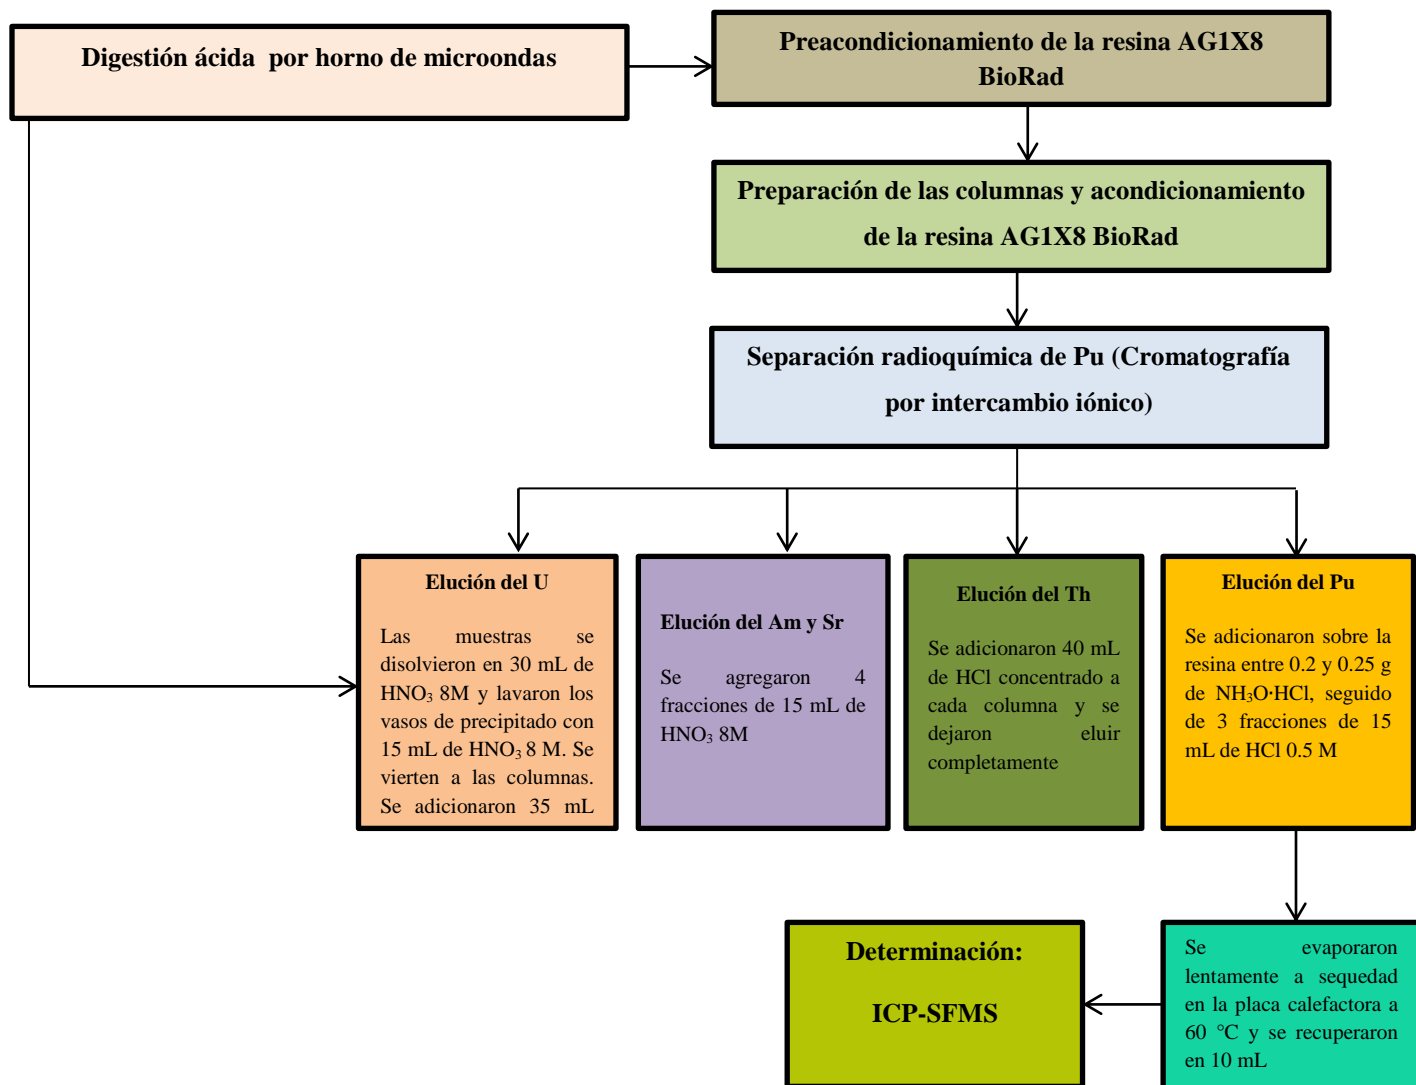 Digestión ácida por horno de microondas
Preacondicionamiento de la resina AG1X8
BioRad
Preparación de las columnas y acondicionamiento
de la resina AG1X8 BioRad
Separación radioquímica de Pu (Cromatografía
por intercambio iónico)
Elución del U
Las muestras se
disolvieron en 30 mL de
HNO₃ 8M y lavaron los
vasos de precipitado con
15 mL de HNO₃ 8 M. Se
vierten a las columnas.
Se adicionaron 35 mL
Elución del Am y Sr
Se agregaron 4
fracciones de 15 mL de
HNO₃ 8M
Elución del Th
Se adicionaron 40 mL
de HCl concentrado a
cada columna y se
dejaron eluir
completamente
Elución del Pu
Se adicionaron sobre la
resina entre 0.2 y 0.25 g
de NH₃O·HCl, seguido
de 3 fracciones de 15
mL de HCl 0.5 M
Se evaporaron
lentamente a sequedad
en la placa calefactora a
60 °C y se recuperaron
en 10 mL
Determinación:
ICP-SFMS